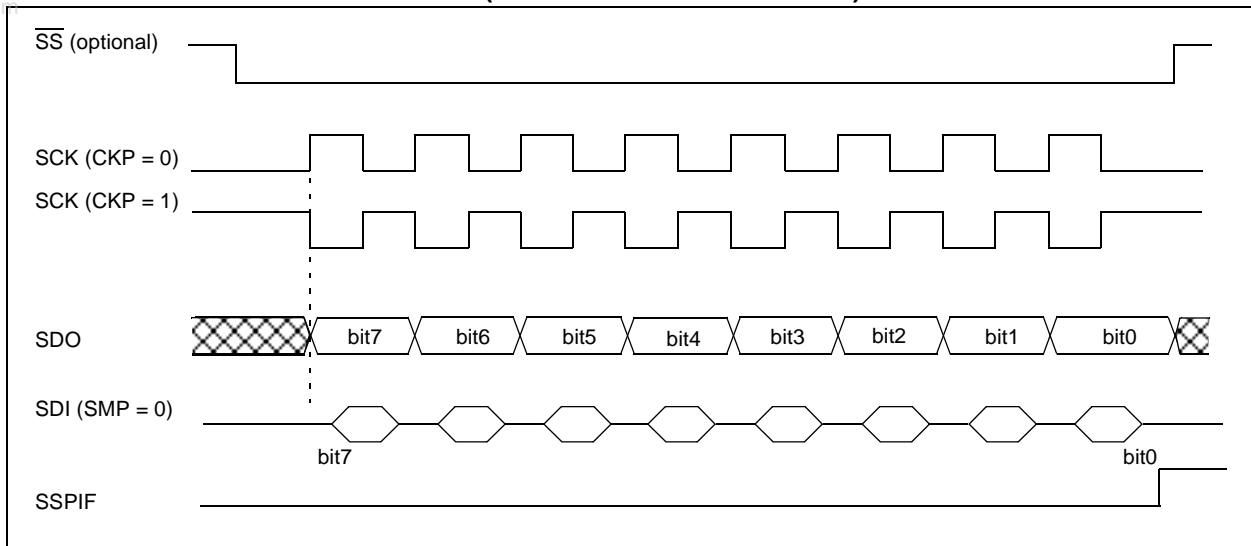 SS (optional)
SCK (CKP = 0)
SCK (CKP = 1)
SDO
bit7 bit6 bit5 bit4 bit3 bit2 bit1 bit0
SDI (SMP = 0)
bit7 bit0
SSPIF